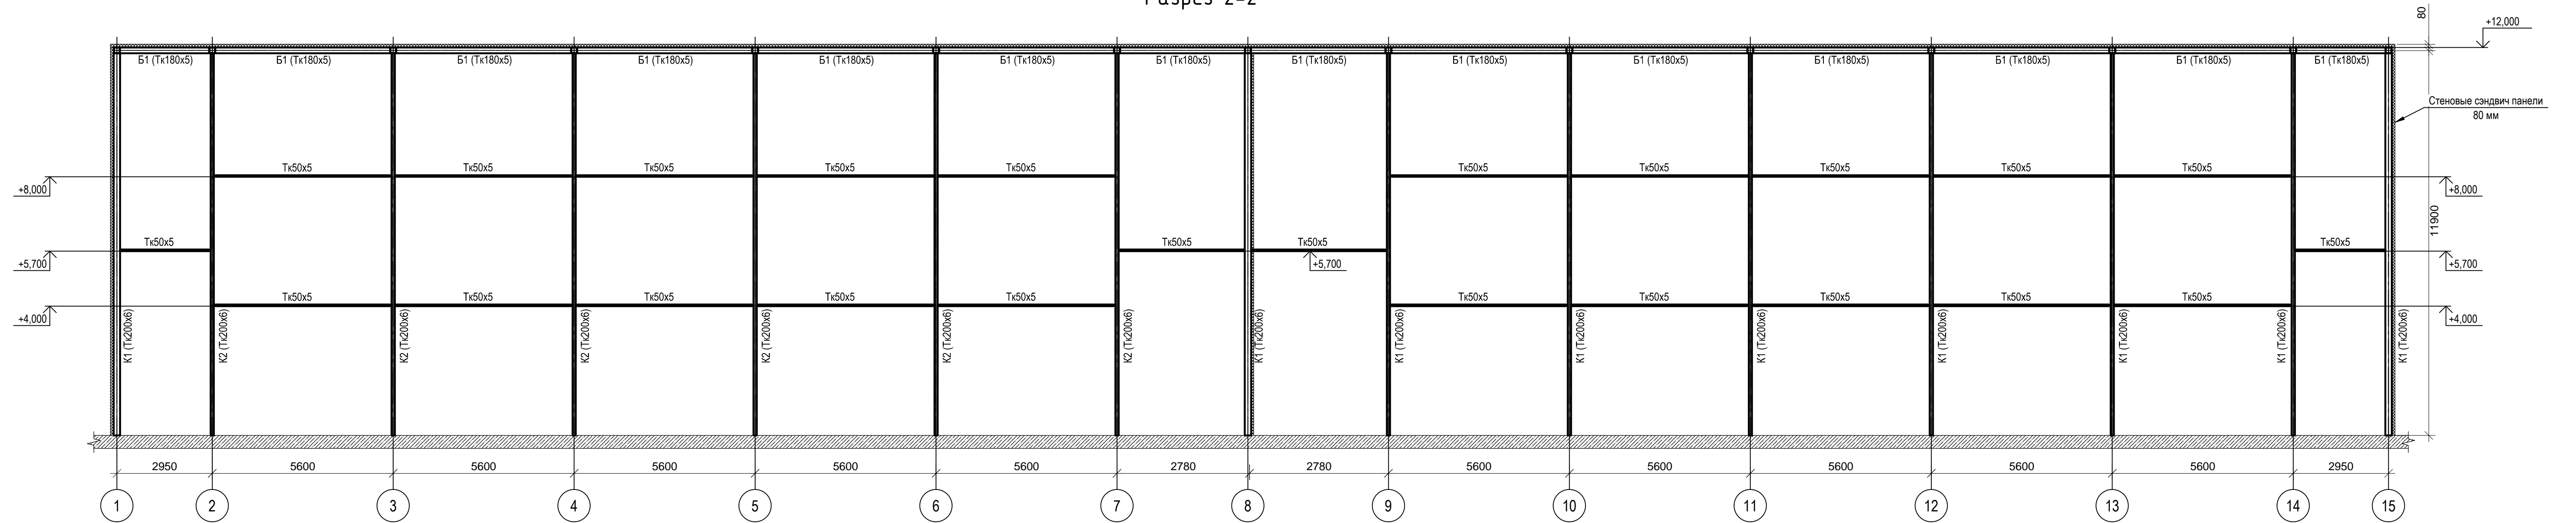 Разрез 2-2
80
+12,000
Б1 (Тк180х5) Б1 (Тк180х5) Б1 (Тк180х5) Б1 (Тк180х5) Б1 (Тк180х5) Б1 (Тк180х5) Б1 (Тк180х5) Б1 (Тк180х5) Б1 (Тк180х5) Б1 (Тк180х5) Б1 (Тк180х5) Б1 (Тк180х5) Б1 (Тк180х5) Б1 (Тк180х5)
Стеновые сэндвич панели
80 мм
Тк50х5 Тк50х5 Тк50х5 Тк50х5 Тк50х5 Тк50х5 Тк50х5 Тк50х5 Тк50х5 Тк50х5
+8,000 +8,000
11900
Тк50х5 Тк50х5 Тк50х5 Тк50х5
+5,700 +5,700 +5,700
Тк50х5 Тк50х5 Тк50х5 Тк50х5 Тк50х5 Тк50х5 Тк50х5 Тк50х5 Тк50х5 Тк50х5
+4,000 +4,000
К1 (Тк200х6) К2 (Тк200х6) К2 (Тк200х6) К2 (Тк200х6) К2 (Тк200х6) К2 (Тк200х6) К2 (Тк200х6) К1 (Тк200х6) К1 (Тк200х6) К1 (Тк200х6) К1 (Тк200х6) К1 (Тк200х6) К1 (Тк200х6) К1 (Тк200х6) К1 (Тк200х6)
2950 5600 5600 5600 5600 5600 2780 2780 5600 5600 5600 5600 5600 2950
1 2 3 4 5 6 7 8 9 10 11 12 13 14 15